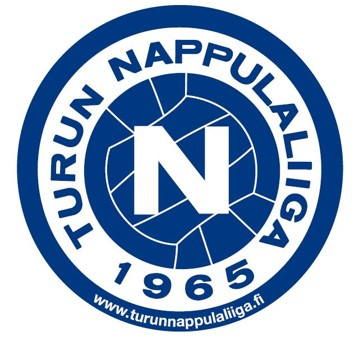 TURUN NAPPULALIIGA
N
1965
www.turunnappulaliiga.fi